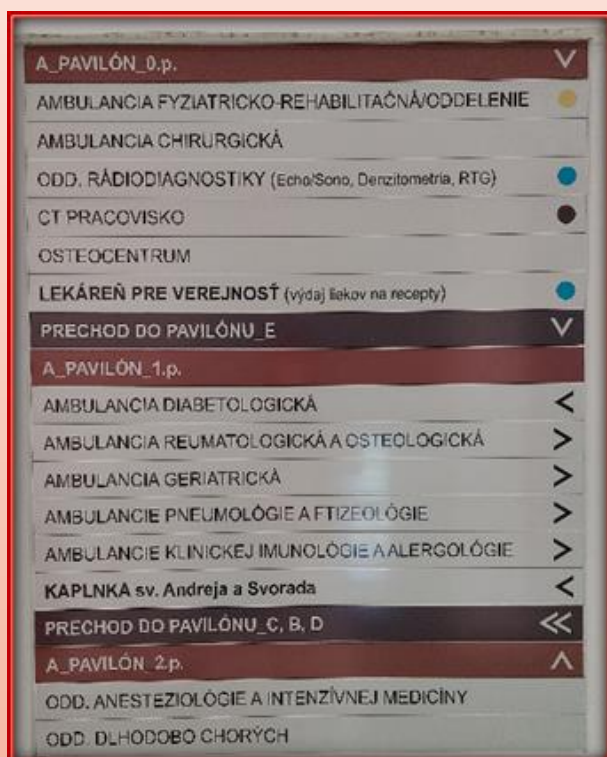 A_PAVILÓN_0.p. V
AMBULANCIA FYZIATRICKO-REHABILITAČNÁ/ODDELENIE
AMBULANCIA CHIRURGICKÁ
ODD. RÁDIODIAGNOSTIKY (Echo/Sono, Denzitometria, RTG)
CT PRACOVISKO
OSTEOCENTRUM
LEKÁREŇ PRE VEREJNOSŤ (výdaj liekov na recepty)
PRECHOD DO PAVILÓNU_E V
A_PAVILÓN_1.p.
AMBULANCIA DIABETOLOGICKÁ <
AMBULANCIA REUMATOLOGICKÁ A OSTEOLOGICKÁ >
AMBULANCIA GERIATRICKÁ >
AMBULANCIE PNEUMOLÓGIE A FTIZEOLÓGIE >
AMBULANCIE KLINICKEJ IMUNOLÓGIE A ALERGOLÓGIE >
KAPLNKA sv. Andreja a Svorada <
PRECHOD DO PAVILÓNU_C, B, D <<
A_PAVILÓN_2.p. Λ
ODD. ANESTEZIOLÓGIE A INTENZÍVNEJ MEDICÍNY
ODD. DLHODOBO CHORÝCH